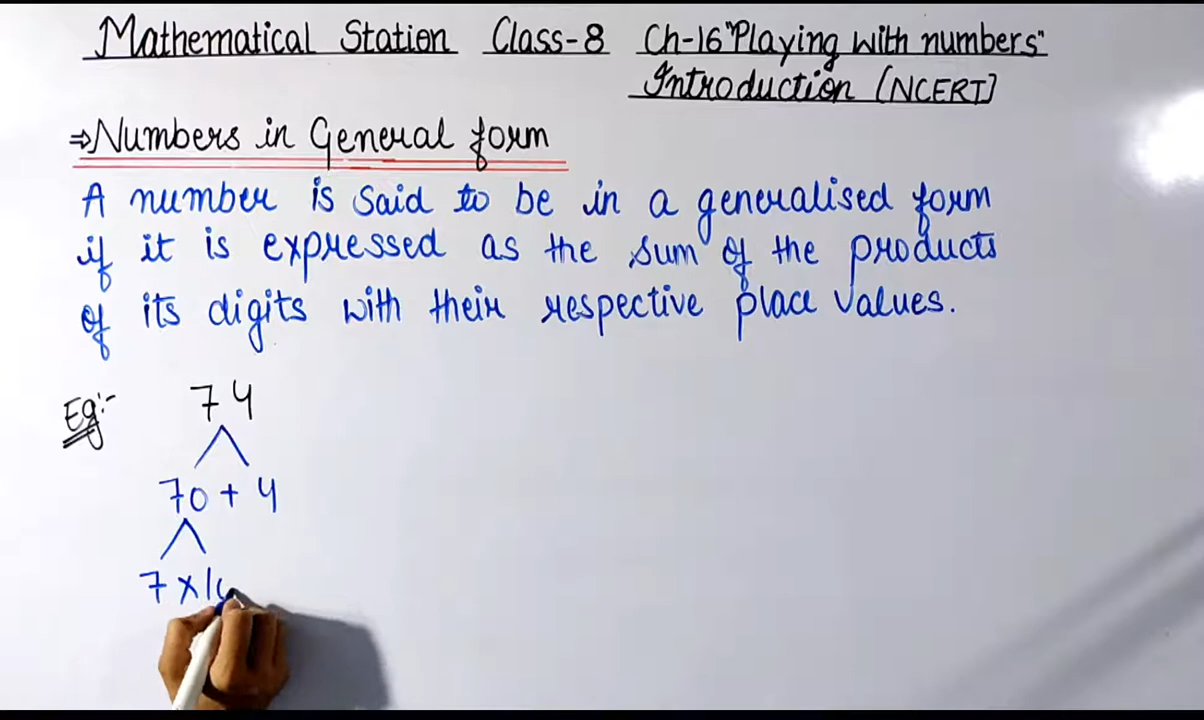 Mathematical Station Class-8 Ch-16 "Playing with numbers"
Introduction (NCERT)
⇒Numbers in General form
A number is said to be in a generalised form
if it is expressed as the sum of the products
of its digits with their respective place values.
Eg:- 74
70 + 4
7 ×